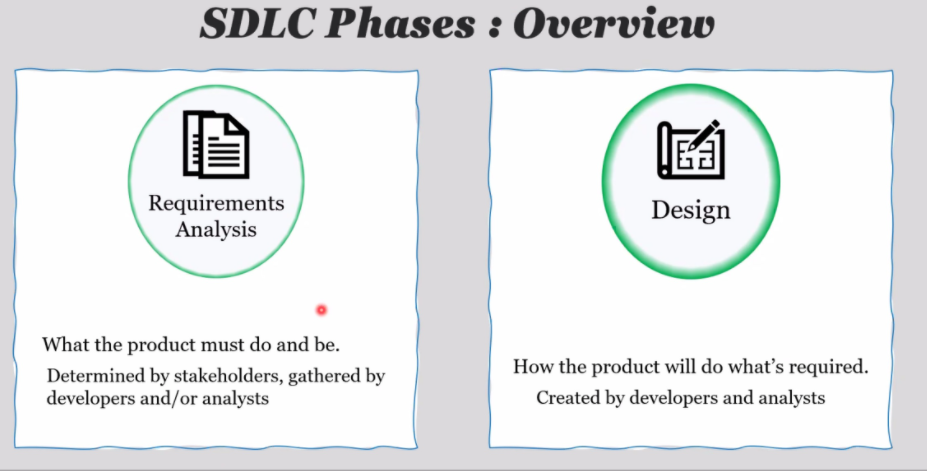 SDLC Phases : Overview
Requirements
Analysis
What the product must do and be.
Determined by stakeholders, gathered by
developers and/or analysts
Design
How the product will do what’s required.
Created by developers and analysts